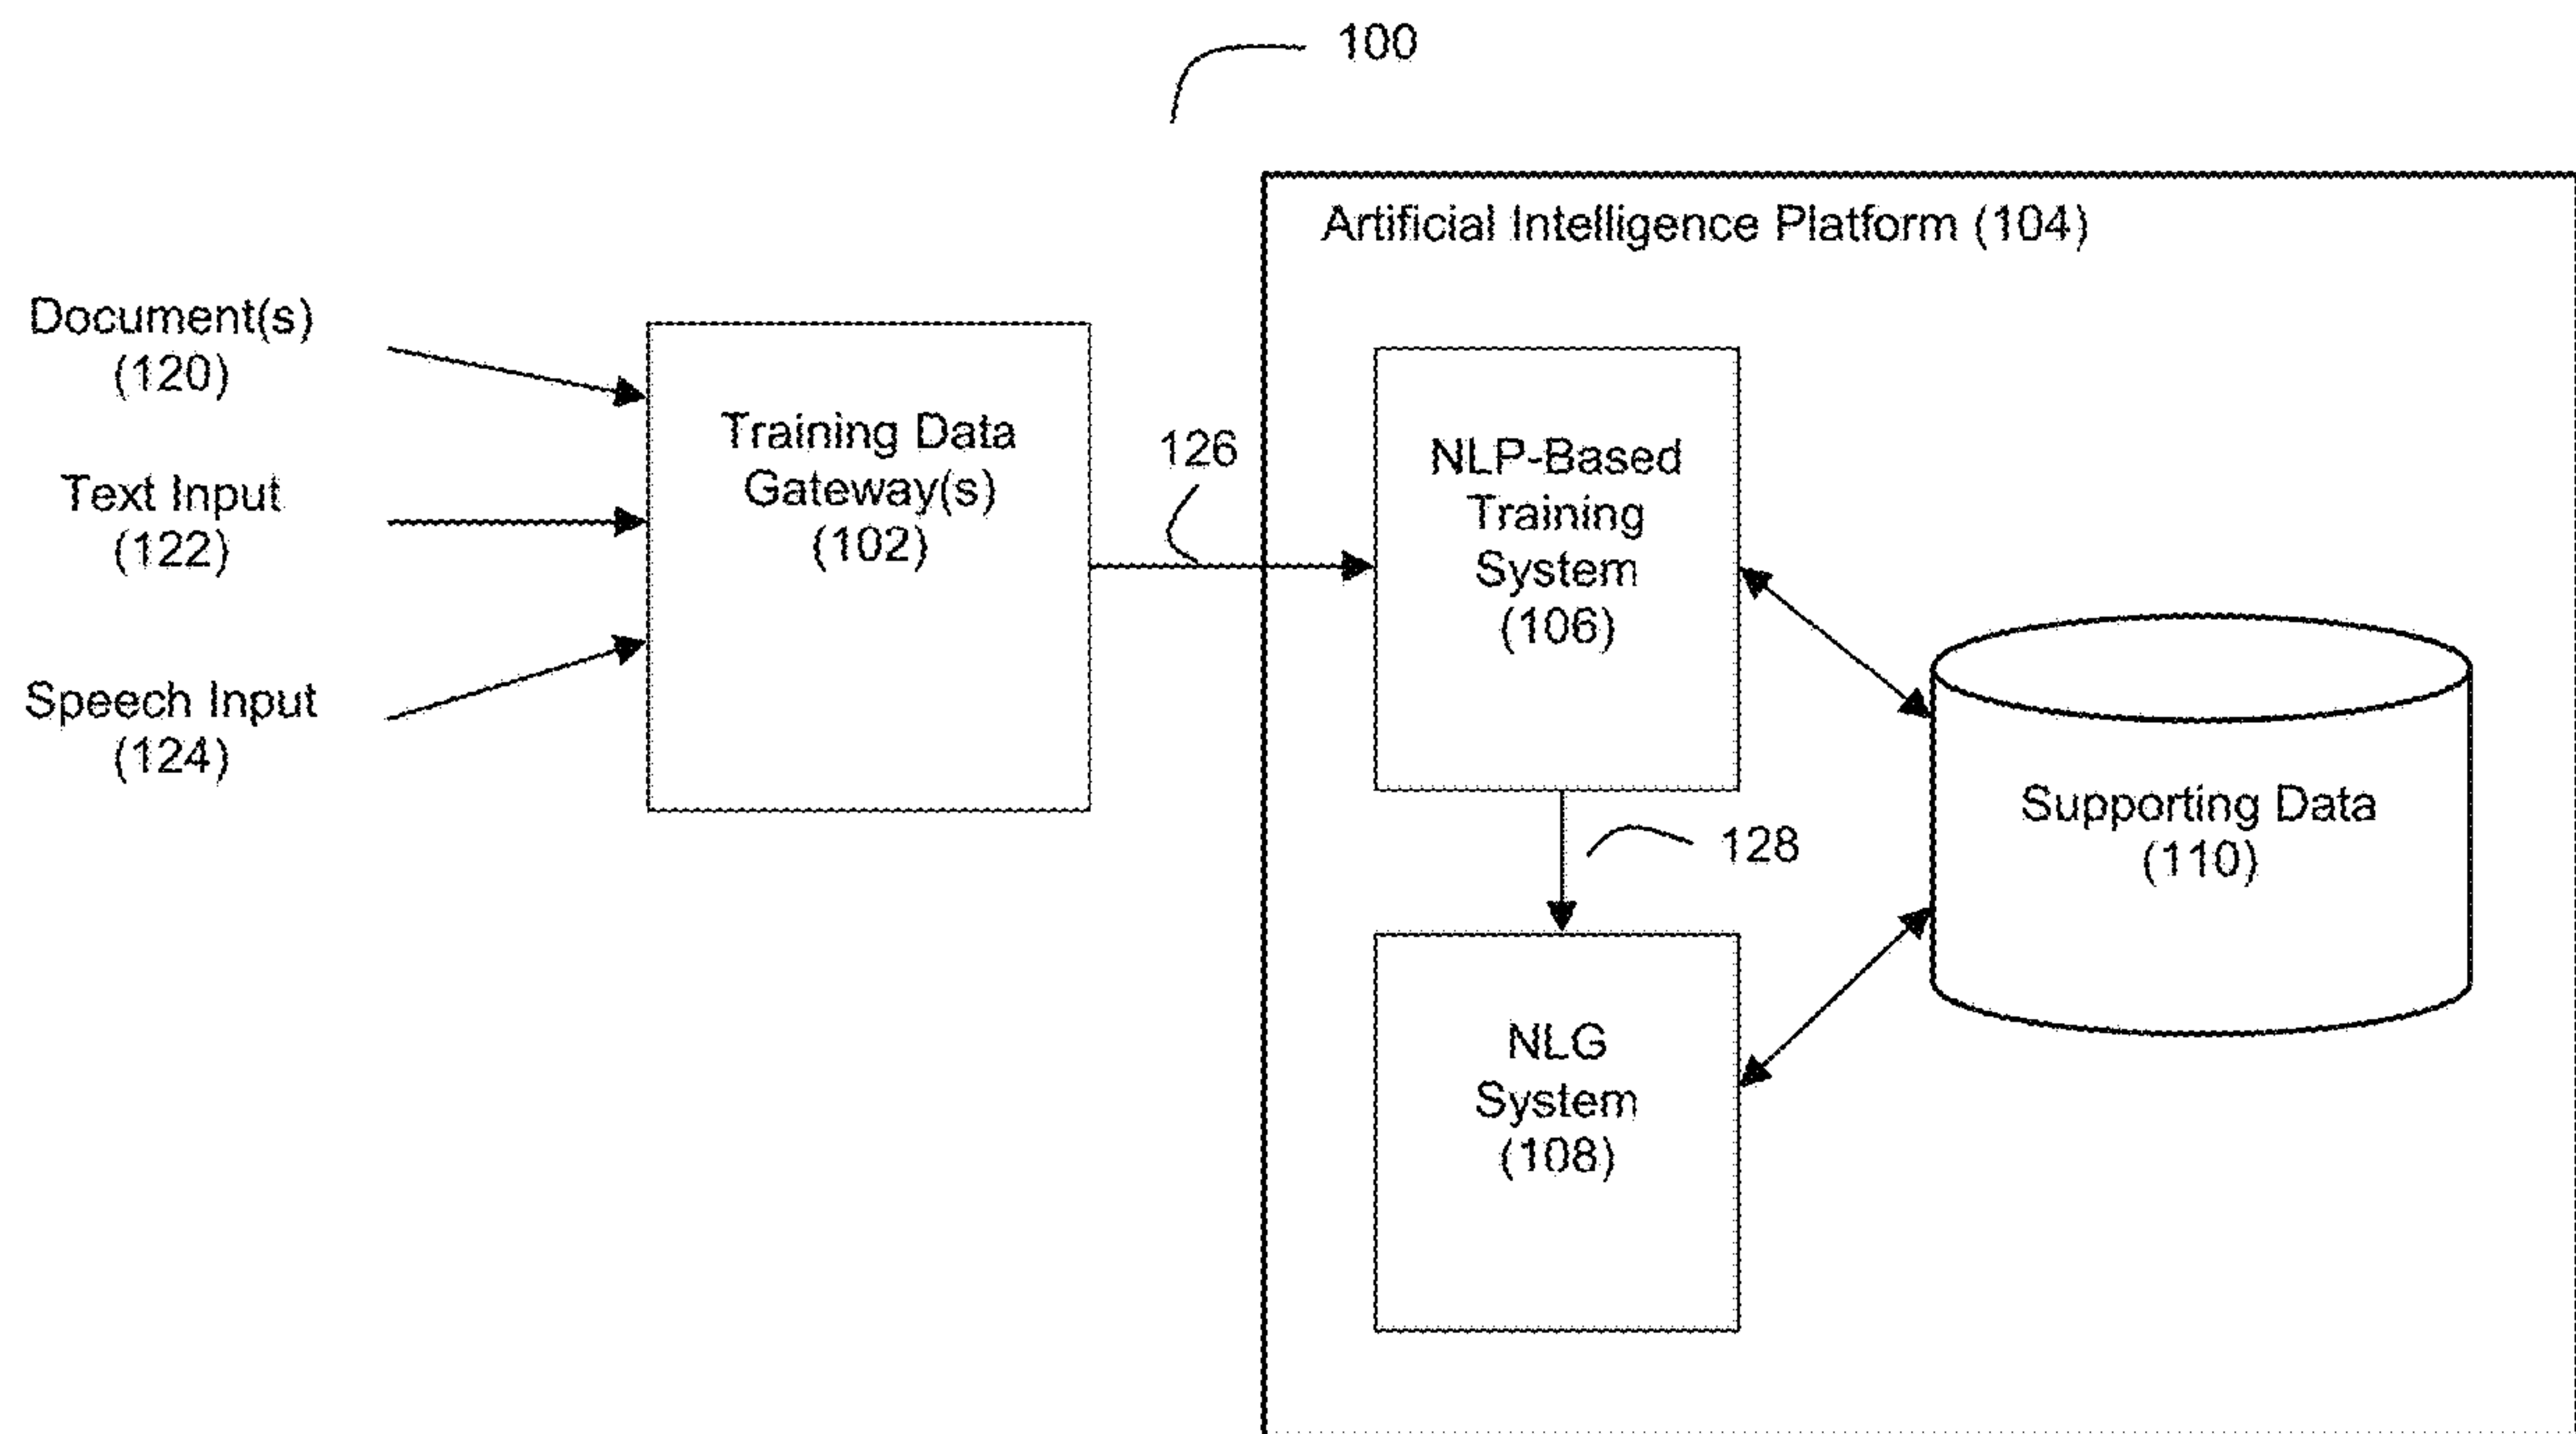 100
Artificial Intelligence Platform (104)
Document(s)
(120)
Text Input
(122)
Speech Input
(124)
Training Data
Gateway(s)
(102)
126
NLP-Based
Training
System
(106)
128
Supporting Data
(110)
NLG
System
(108)